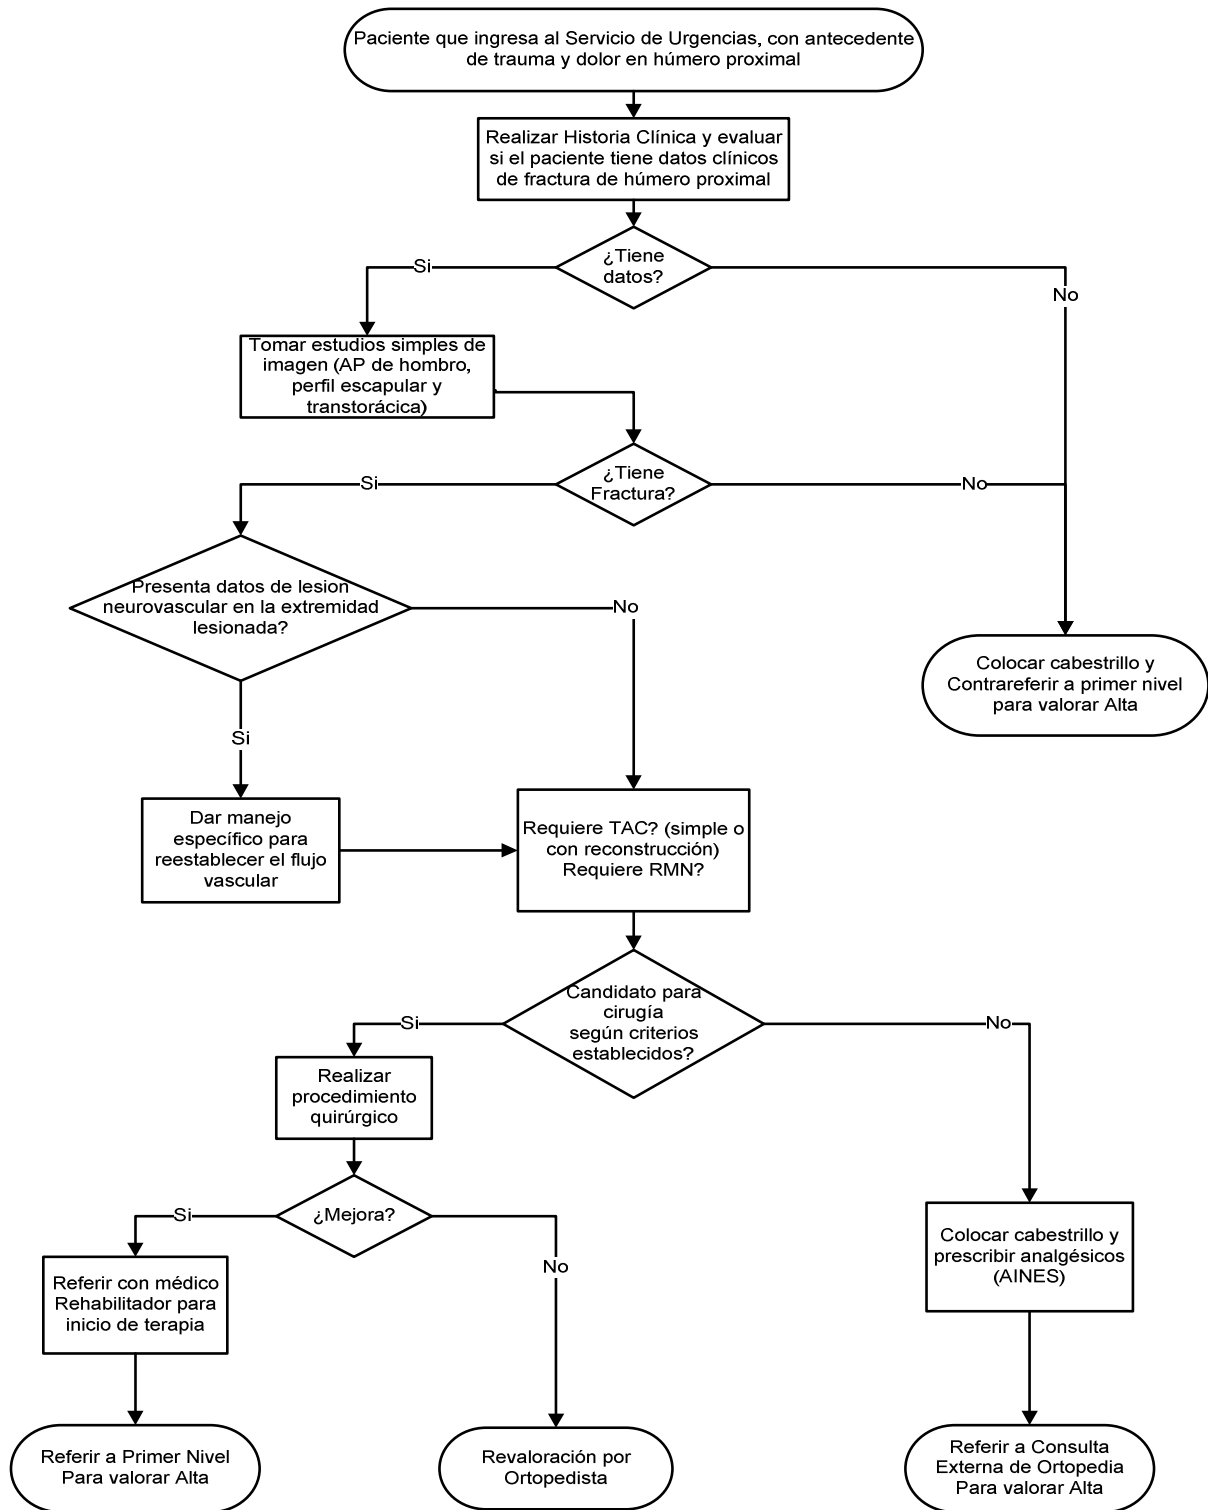 Paciente que ingresa al Servicio de Urgencias, con antecedente
de trauma y dolor en húmero proximal
Realizar Historia Clínica y evaluar
si el paciente tiene datos clínicos
de fractura de húmero proximal
¿Tiene
datos?
Si
No
Tomar estudios simples de
imagen (AP de hombro,
perfil escapular y
transtorácica)
¿Tiene
Fractura?
Si
No
Presenta datos de lesion
neurovascular en la extremidad
lesionada?
No
Si
Colocar cabestrillo y
Contrareferir a primer nivel
para valorar Alta
Dar manejo
específico para
reestablecer el flujo
vascular
Requiere TAC? (simple o
con reconstrucción)
Requiere RMN?
Candidato para
cirugía
según criterios
establecidos?
Si
No
Realizar
procedimiento
quirúrgico
¿Mejora?
Si
No
Colocar cabestrillo y
prescribir analgésicos
(AINES)
Referir con médico
Rehabilitador para
inicio de terapia
Referir a Primer Nivel
Para valorar Alta
Revaloración por
Ortopedista
Referir a Consulta
Externa de Ortopedia
Para valorar Alta